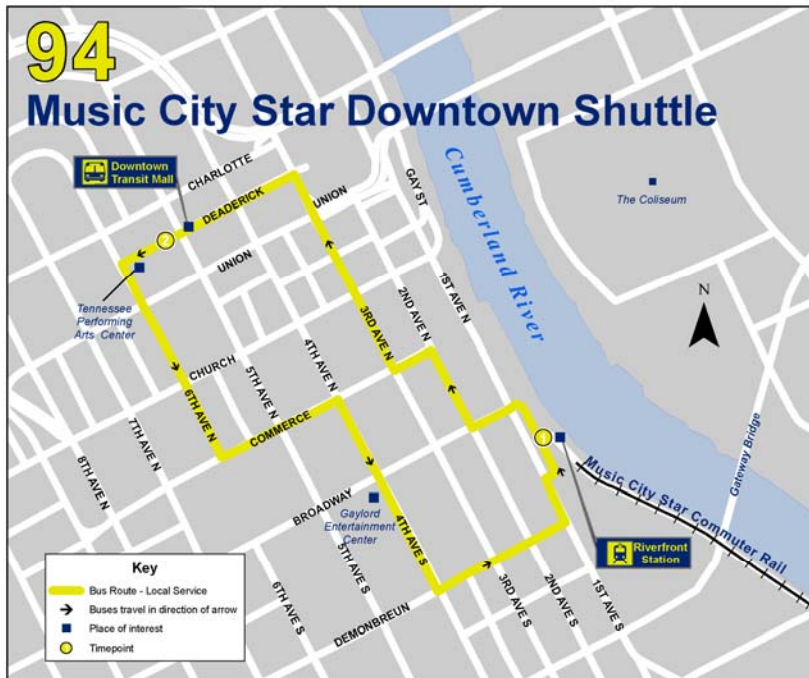 94
Music City Star Downtown Shuttle
Downtown
Transit Mall
CHARLOTTE
DEADERICK
UNION
GAY ST
Cumberland River
The Coliseum
2
UNION
Tennessee
Performing
Arts Center
1ST AVE N
2ND AVE N
3RD AVE N
N
4TH AVE N
CHURCH
5TH AVE N
6TH AVE N
COMMERCE
7TH AVE N
8TH AVE N
1
Gateway Bridge
Music City Star Commuter Rail
BROADWAY
Gaylord
Entertainment
Center
4TH AVE S
Riverfront
Station
5TH AVE S
3RD AVE S
2ND AVE S
1ST AVE S
6TH AVE S
DEMONBREUN
Key
Bus Route - Local Service
Buses travel in direction of arrow
Place of interest
Timepoint